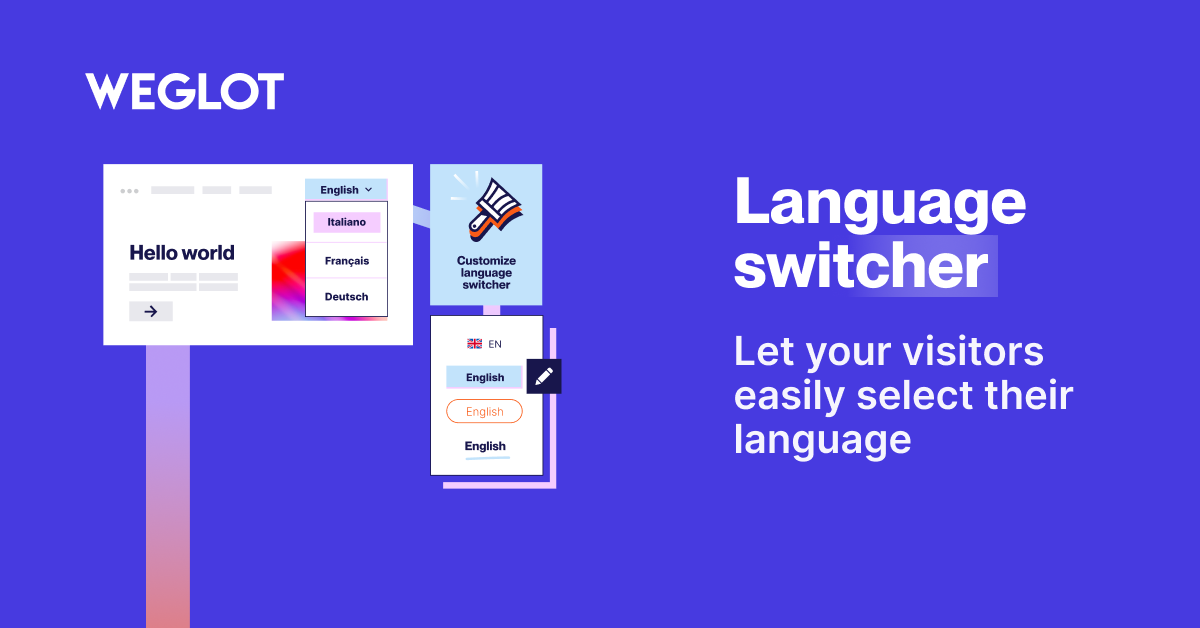 WEGLOT
English
Italiano
Français
Deutsch
Hello world
Customize
language
switcher
EN
English
English
English
Language
switcher
Let your visitors
easily select their
language